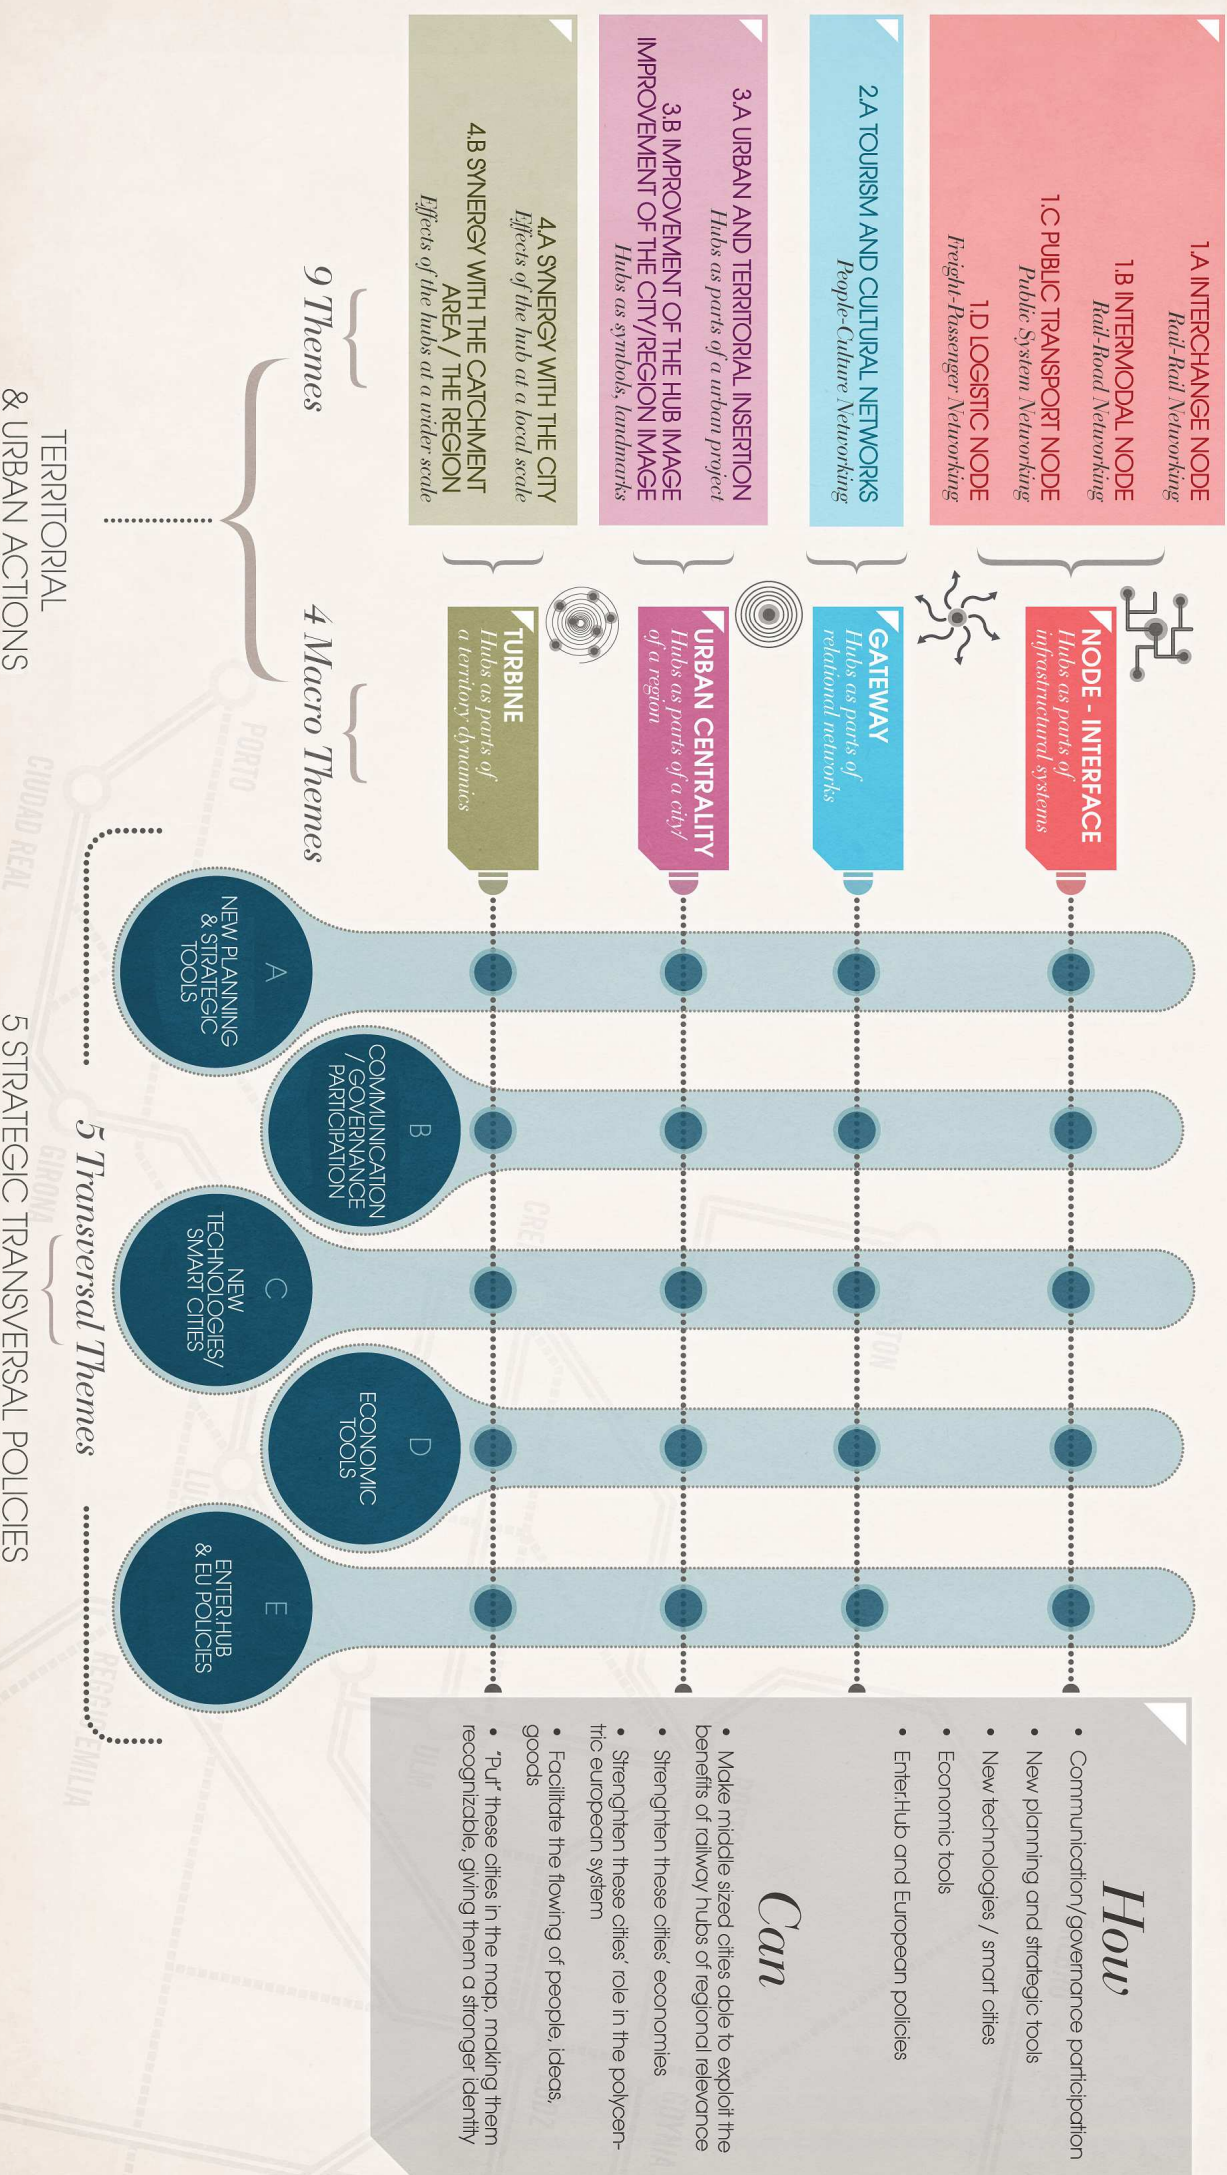 1.A INTERCHANGE NODE
Rail-Rail Networking
1.B INTERMODAL NODE
Rail-Road Networking
1.C PUBLIC TRANSPORT NODE
Public System Networking
1.D LOGISTIC NODE
Freight-Passenger Networking
2.A TOURISM AND CULTURAL NETWORKS
People-Culture Networking
3.A URBAN AND TERRITORIAL INSERTION
Hubs as parts of a urban project
3.B IMPROVEMENT OF THE HUB IMAGE
IMPROVEMENT OF THE CITY/REGION IMAGE
Hubs as symbols, landmarks
4.A SYNERGY WITH THE CITY
Effects of the hub at a local scale
4.B SYNERGY WITH THE CATCHMENT
AREA / THE REGION
Effects of the hubs at a wider scale
9 Themes
NODE - INTERFACE
Hubs as parts of
infrastructural systems
GATEWAY
Hubs as parts of
relational networks
URBAN CENTRALITY
Hubs as parts of a city/
of a region
TURBINE
Hubs as parts of
a territory dynamics
4 Macro Themes
TERRITORIAL
& URBAN ACTIONS
A
NEW PLANNING
& STRATEGIC
TOOLS
B
COMMUNICATION
/ GOVERNANCE
PARTICIPATION
C
NEW
TECHNOLOGIES/
SMART CITIES
D
ECONOMIC
TOOLS
E
ENTER.HUB
& EU POLICIES
5 Transversal Themes
5 STRATEGIC TRANSVERSAL POLICIES
How
• Communication/governance participation
• New planning and strategic tools
• New technologies / smart cities
• Economic tools
• Enter.Hub and European policies
Can
• Make middle sized cities able to exploit the
benefits of railway hubs of regional relevance
• Strenghten these cities' economies
• Strenghten these cities' role in the polycen-
tric european system
• Facilitate the flowing of people, ideas,
goods
• "Put" these cities in the map, making them
recognizable, giving them a stronger identity
PORTO
CIUDAD REAL
GIRONA
REGGIO EMILIA
ULM